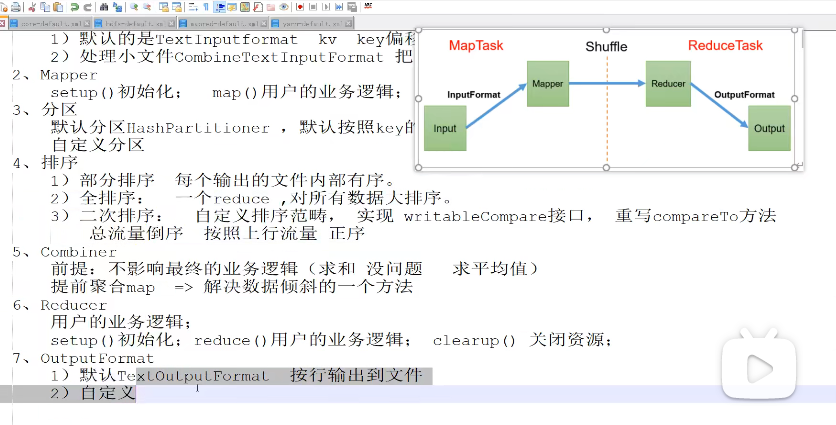 core-default.xml hdfs-default.xml mapred-default.xml yarn-default.xml
1）默认的是TextInputformat kv key偏移
2）处理小文件CombineTextInputFormat 把
2、Mapper
setup()初始化； map()用户的业务逻辑；
3、分区
默认分区HashPartitioner ，默认按照key的
自定义分区
4、排序
1）部分排序 每个输出的文件内部有序。
2）全排序： 一个reduce ,对所有数据大排序。
3）二次排序： 自定义排序范畴， 实现 writableCompare接口， 重写compareTo方法
总流量倒序 按照上行流量 正序
5、Combiner
前提：不影响最终的业务逻辑（求和 没问题 求平均值）
提前聚合map => 解决数据倾斜的一个方法
6、Reducer
用户的业务逻辑；
setup()初始化；reduce()用户的业务逻辑； clearup() 关闭资源；
7、OutputFormat
1）默认TextOutputFormat 按行输出到文件
2）自定义
MapTask Shuffle ReduceTask
Mapper Reducer
InputFormat OutputFormat
Input Output